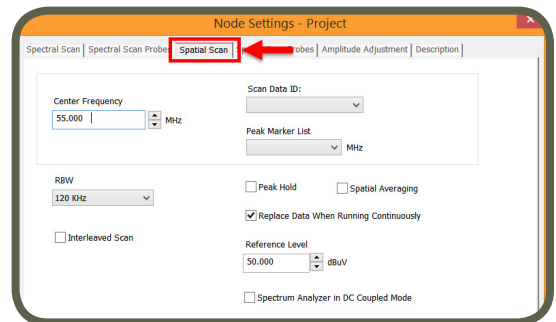 Node Settings - Project
Spectral Scan
Spectral Scan Probes
Spatial Scan
Amplitude Adjustment
Description
Center Frequency
55.000
MHz
Scan Data ID:
Peak Marker List
MHz
RBW
120 KHz
Interleaved Scan
Peak Hold
Spatial Averaging
Replace Data When Running Continuously
Reference Level
50.000
dBuV
Spectrum Analyzer in DC Coupled Mode